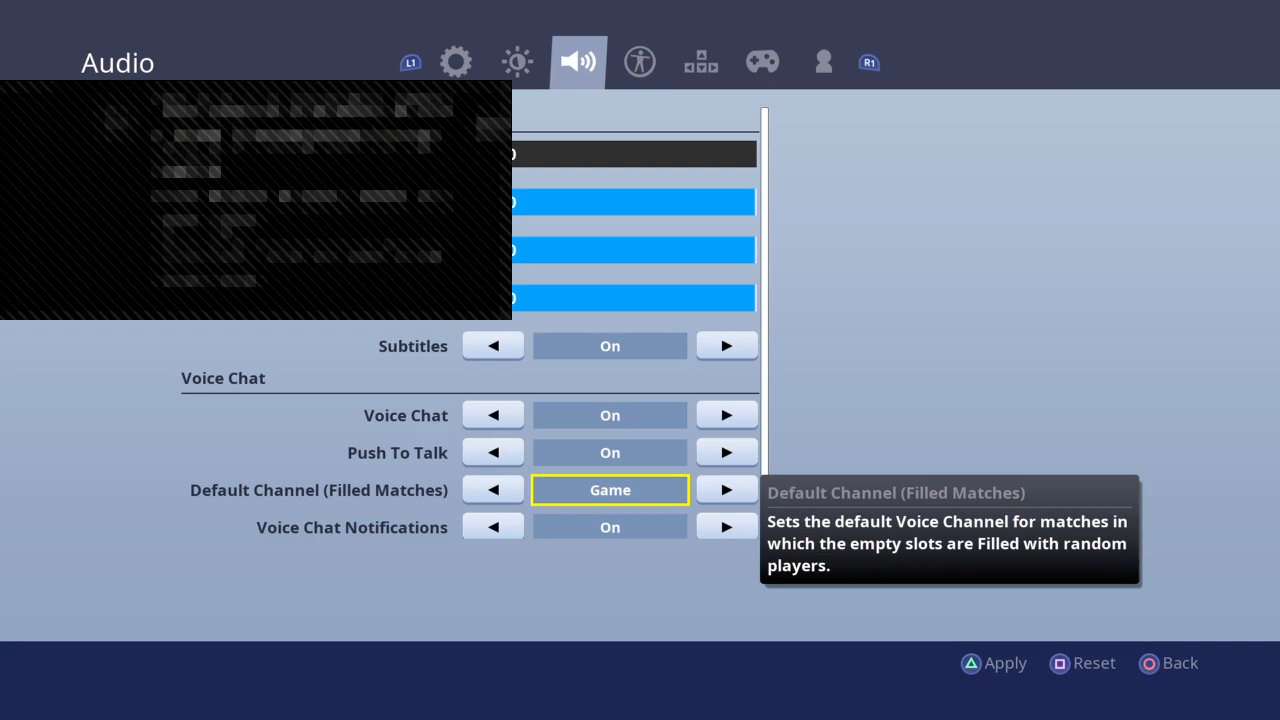 Audio
L1
R1
Subtitles ◀ On ▶
Voice Chat
Voice Chat ◀ On ▶
Push To Talk ◀ On ▶
Default Channel (Filled Matches) ◀ Game ▶
Voice Chat Notifications ◀ On ▶
Default Channel (Filled Matches)
Sets the default Voice Channel for matches in
which the empty slots are Filled with random
players.
Apply Reset Back